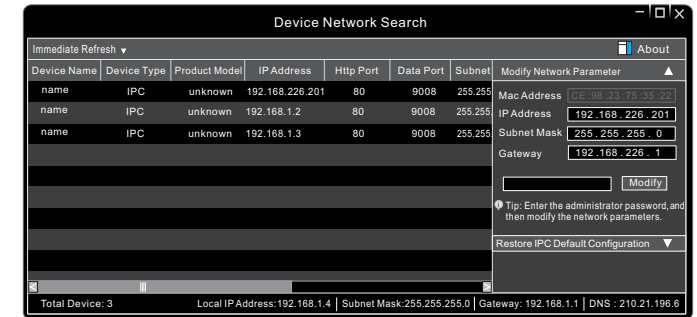 Device Network Search
Immediate Refresh ▼ About
Device Name Device Type Product Model IP Address Http Port Data Port Subnet
name IPC unknown 192.168.226.201 80 9008 255.255
name IPC unknown 192.168.1.2 80 9008 255.255.
name IPC unknown 192.168.1.3 80 9008 255.255.
Modify Network Parameter ▲
Mac Address CE :98 :23 :75 :35 :22
IP Address 192 .168 . 226 . 201
Subnet Mask 255 . 255 . 255 . 0
Gateway 192 .168 . 226 . 1
Modify
Tip: Enter the administrator password, and
then modify the network parameters.
Restore IPC Default Configuration ▼
Total Device: 3 Local IP Address:192.168.1.4 Subnet Mask:255.255.255.0 Gateway: 192.168.1.1 DNS : 210.21.196.6